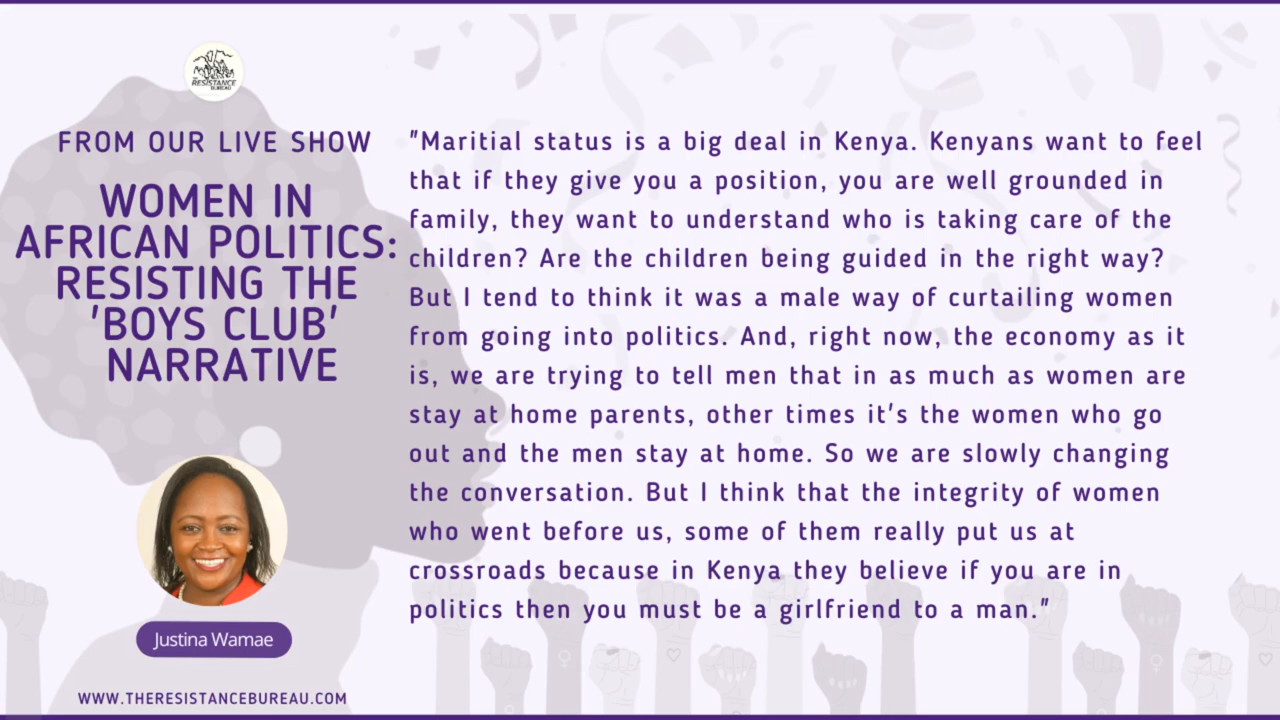 THE
RESISTANCE
BUREAU
FROM OUR LIVE SHOW
WOMEN IN
AFRICAN POLITICS:
RESISTING THE
'BOYS CLUB'
NARRATIVE
Justina Wamae
WWW.THERESISTANCEBUREAU.COM
"Maritial status is a big deal in Kenya. Kenyans want to feel
that if they give you a position, you are well grounded in
family, they want to understand who is taking care of the
children? Are the children being guided in the right way?
But I tend to think it was a male way of curtailing women
from going into politics. And, right now, the economy as it
is, we are trying to tell men that in as much as women are
stay at home parents, other times it's the women who go
out and the men stay at home. So we are slowly changing
the conversation. But I think that the integrity of women
who went before us, some of them really put us at
crossroads because in Kenya they believe if you are in
politics then you must be a girlfriend to a man."